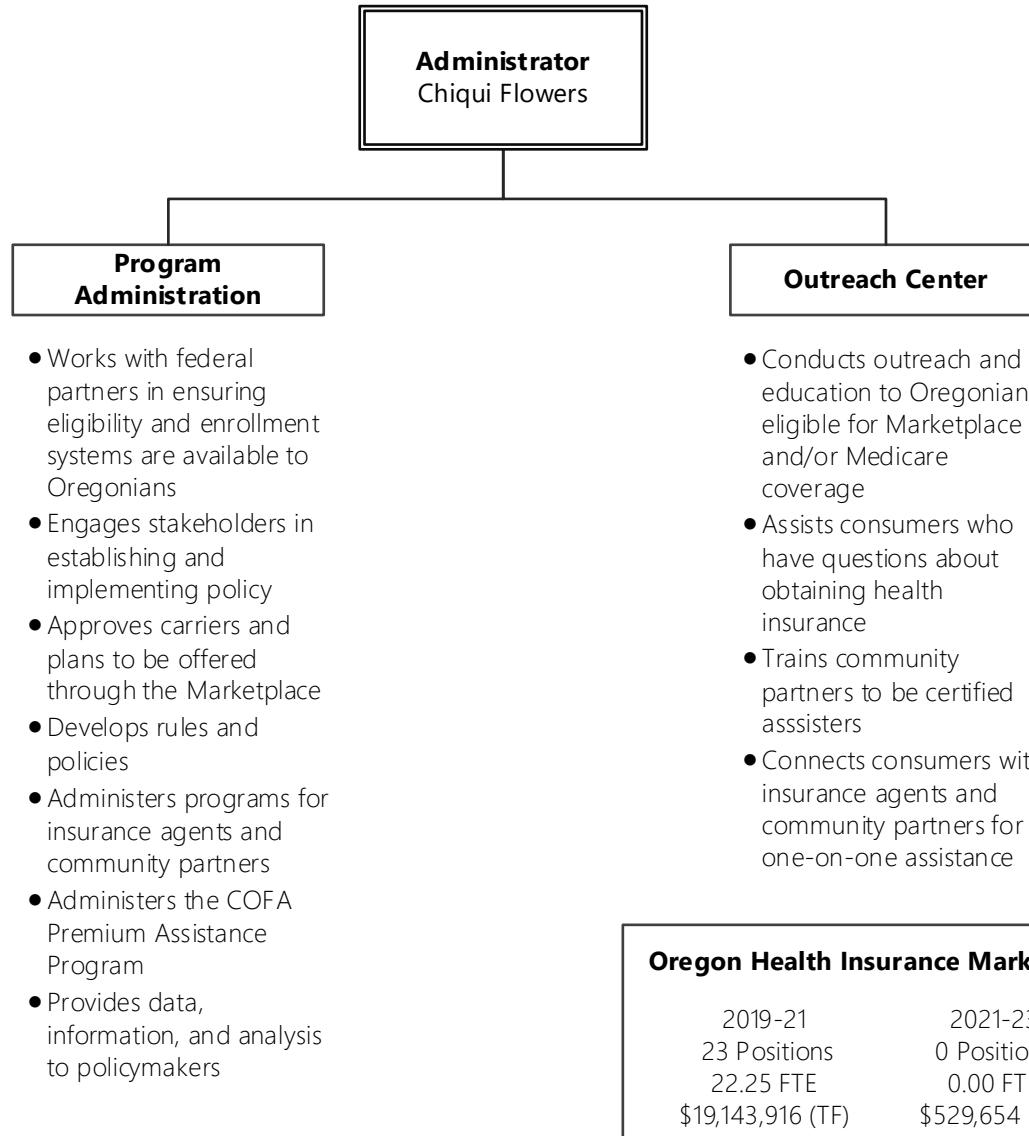 Administrator
Chiqui Flowers
Program
Administration
● Works with federal
partners in ensuring
eligibility and enrollment
systems are available to
Oregonians
● Engages stakeholders in
establishing and
implementing policy
● Approves carriers and
plans to be offered
through the Marketplace
● Develops rules and
policies
● Administers programs for
insurance agents and
community partners
● Administers the COFA
Premium Assistance
Program
● Provides data,
information, and analysis
to policymakers
Outreach Center
● Conducts outreach and
education to Oregonian
eligible for Marketplace
and/or Medicare
coverage
● Assists consumers who
have questions about
obtaining health
insurance
● Trains community
partners to be certified
asssisters
● Connects consumers wit
insurance agents and
community partners for
one-on-one assistance
Oregon Health Insurance Mark
2019-21 2021-23
23 Positions 0 Positio
22.25 FTE 0.00 FT
$19,143,916 (TF) $529,654